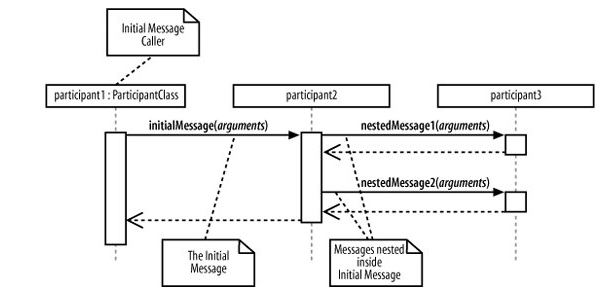 Initial Message
Caller
participant1 : ParticipantClass
participant2
participant3
initialMessage(arguments)
nestedMessage1(arguments)
nestedMessage2(arguments)
The Initial
Message
Messages nested
inside
Initial Message